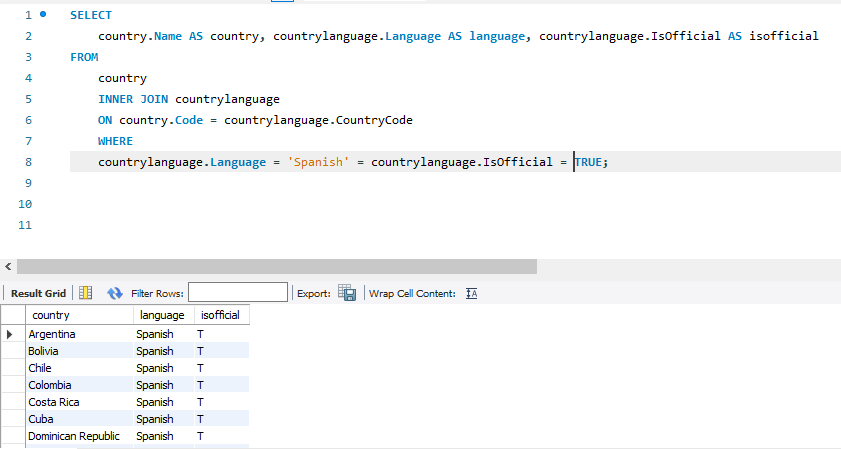 1 SELECT
2 country.Name AS country, countrylanguage.Language AS language, countrylanguage.IsOfficial AS isofficial
3 FROM
4 country
5 INNER JOIN countrylanguage
6 ON country.Code = countrylanguage.CountryCode
7 WHERE
8 countrylanguage.Language = 'Spanish' = countrylanguage.IsOfficial = TRUE;
9
10
11
Result Grid Filter Rows: Export: Wrap Cell Content: IA
country language isofficial
Argentina Spanish T
Bolivia Spanish T
Chile Spanish T
Colombia Spanish T
Costa Rica Spanish T
Cuba Spanish T
Dominican Republic Spanish T